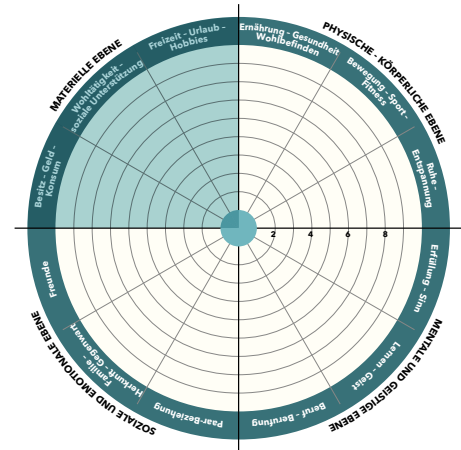 PHYSISCHE - KÖRPERLICHE EBENE
Ernährung - Gesundheit
Wohlbefinden
Bewegung - Sport -
Fitness
Ruhe -
Entspannung
MENTALE UND GEISTIGE EBENE
Erfüllung - Sinn
Lernen - Geist
Beruf - Berufung
SOZIALE UND EMOTIONALE EBENE
Paar-Beziehung
Familie -
Herkunft - Gegenwart
Freunde
MATERIELLE EBENE
Besitz - Geld -
Konsum
Wohltätigkeit -
soziale Unterstützung
Freizeit - Urlaub -
Hobbies
2 4 6 8